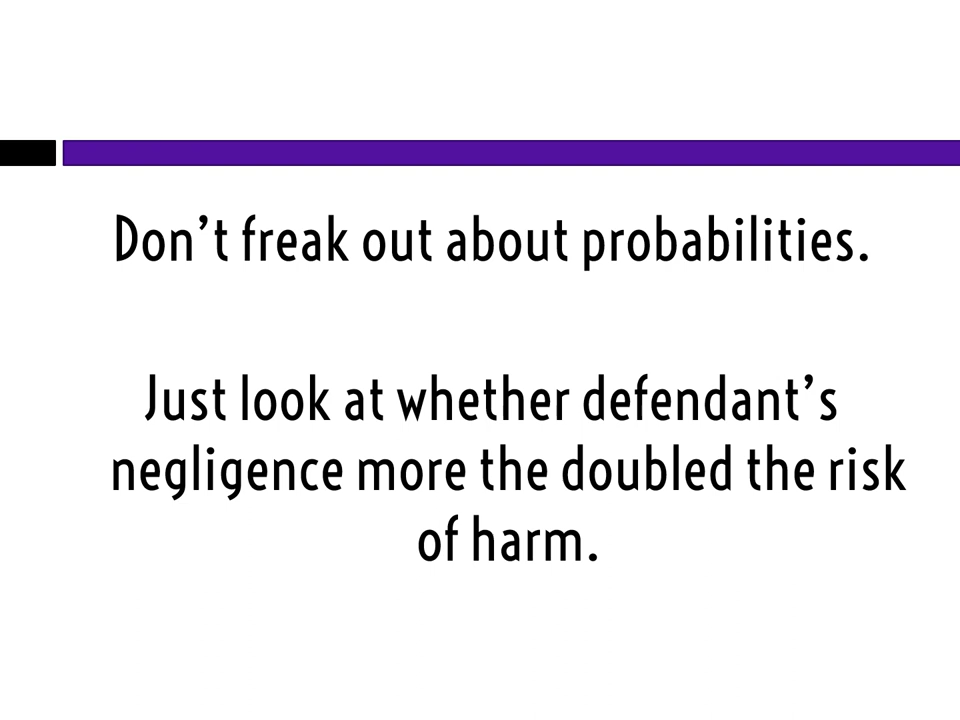 Don’t freak out about probabilities.
Just look at whether defendant’s
negligence more the doubled the risk
of harm.